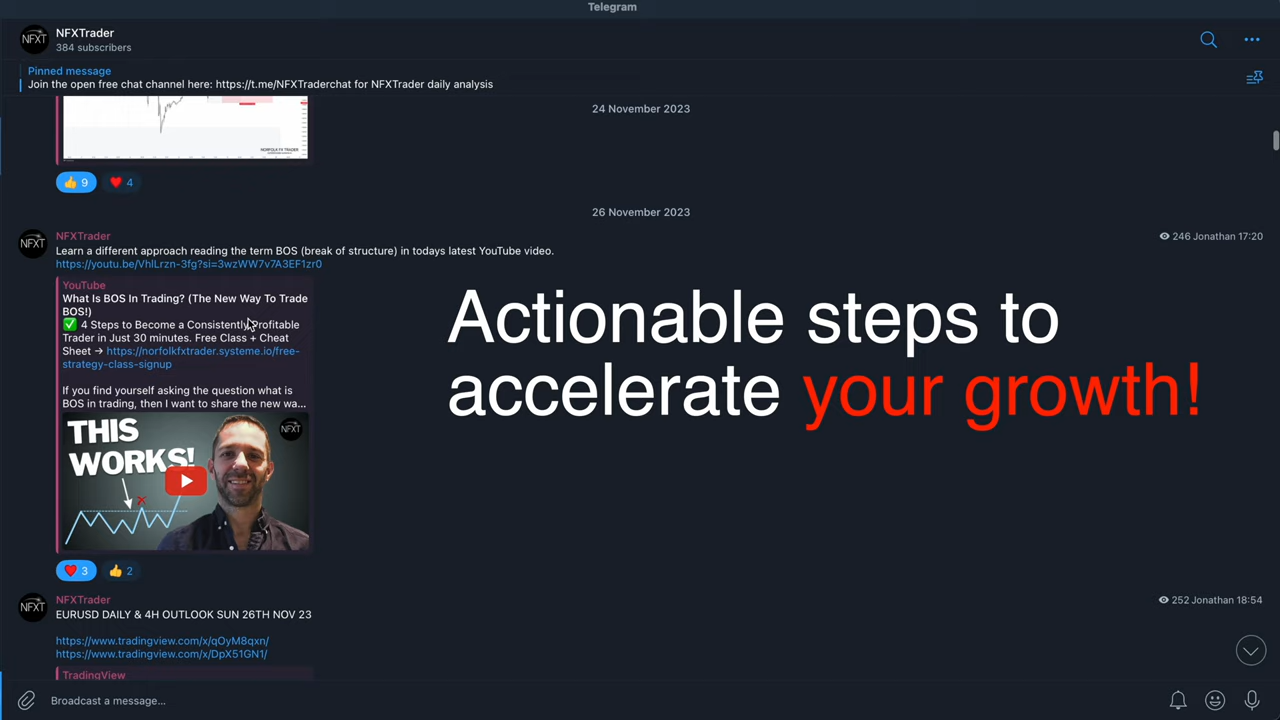 Telegram
NFXT
NFXTrader
384 subscribers
Pinned message
Join the open free chat channel here: https://t.me/NFXTraderchat for NFXTrader daily analysis
24 November 2023
NORFOLK FX TRADER
👍 9 ❤️ 4
26 November 2023
NFXT
NFXTrader
246 Jonathan 17:20
Learn a different approach reading the term BOS (break of structure) in todays latest YouTube video.
https://youtu.be/VhlLrzn-3fg?si=3wzWW7v7A3EF1zr0
YouTube
What Is BOS In Trading? (The New Way To Trade
BOS!)
✅ 4 Steps to Become a Consistently Profitable
Trader in Just 30 minutes. Free Class + Cheat
Sheet → https://norfolkfxtrader.systeme.io/free-
strategy-class-signup
If you find yourself asking the question what is
BOS in trading, then I want to share the new wa...
THIS
WORKS!
NFXT
Actionable steps to
accelerate your growth!
❤️ 3 👍 2
NFXT
NFXTrader
252 Jonathan 18:54
EURUSD DAILY & 4H OUTLOOK SUN 26TH NOV 23
https://www.tradingview.com/x/qOyM8qxn/
https://www.tradingview.com/x/DpX51GN1/
TradingView
Broadcast a message...